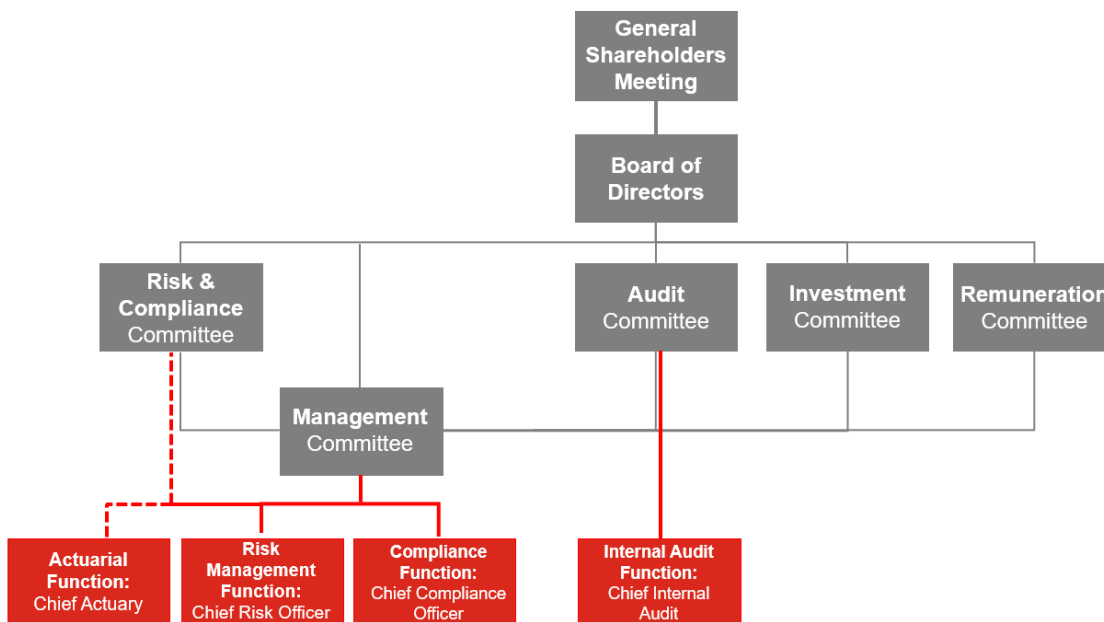 General
Shareholders
Meeting
Board of
Directors
Risk &
Compliance
Committee
Audit
Committee
Investment
Committee
Remuneration
Committee
Management
Committee
Actuarial
Function:
Chief Actuary
Risk
Management
Function:
Chief Risk Officer
Compliance
Function:
Chief Compliance
Officer
Internal Audit
Function:
Chief Internal
Audit